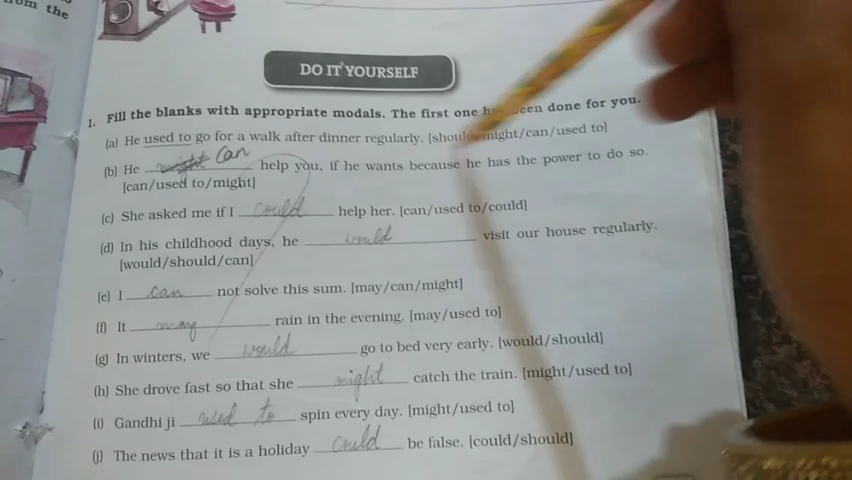 om the
DO IT YOURSELF
1. Fill the blanks with appropriate modals. The first one been done for you.
(a) He used to go for a walk after dinner regularly. [should/might/can/used to]
(b) He might Can help you, if he wants because he has the power to do so.
[can/used to/might]
(c) She asked me if I could help her. [can/used to/could]
(d) In his childhood days, he would visit our house regularly.
[would/should/can]
(e) I can not solve this sum. [may/can/might]
(f) It may rain in the evening. [may/used to]
(g) In winters, we would go to bed very early. [would/should]
(h) She drove fast so that she might catch the train. [might/used to]
(i) Gandhi ji used to spin every day. [might/used to]
(j) The news that it is a holiday could be false. [could/should]